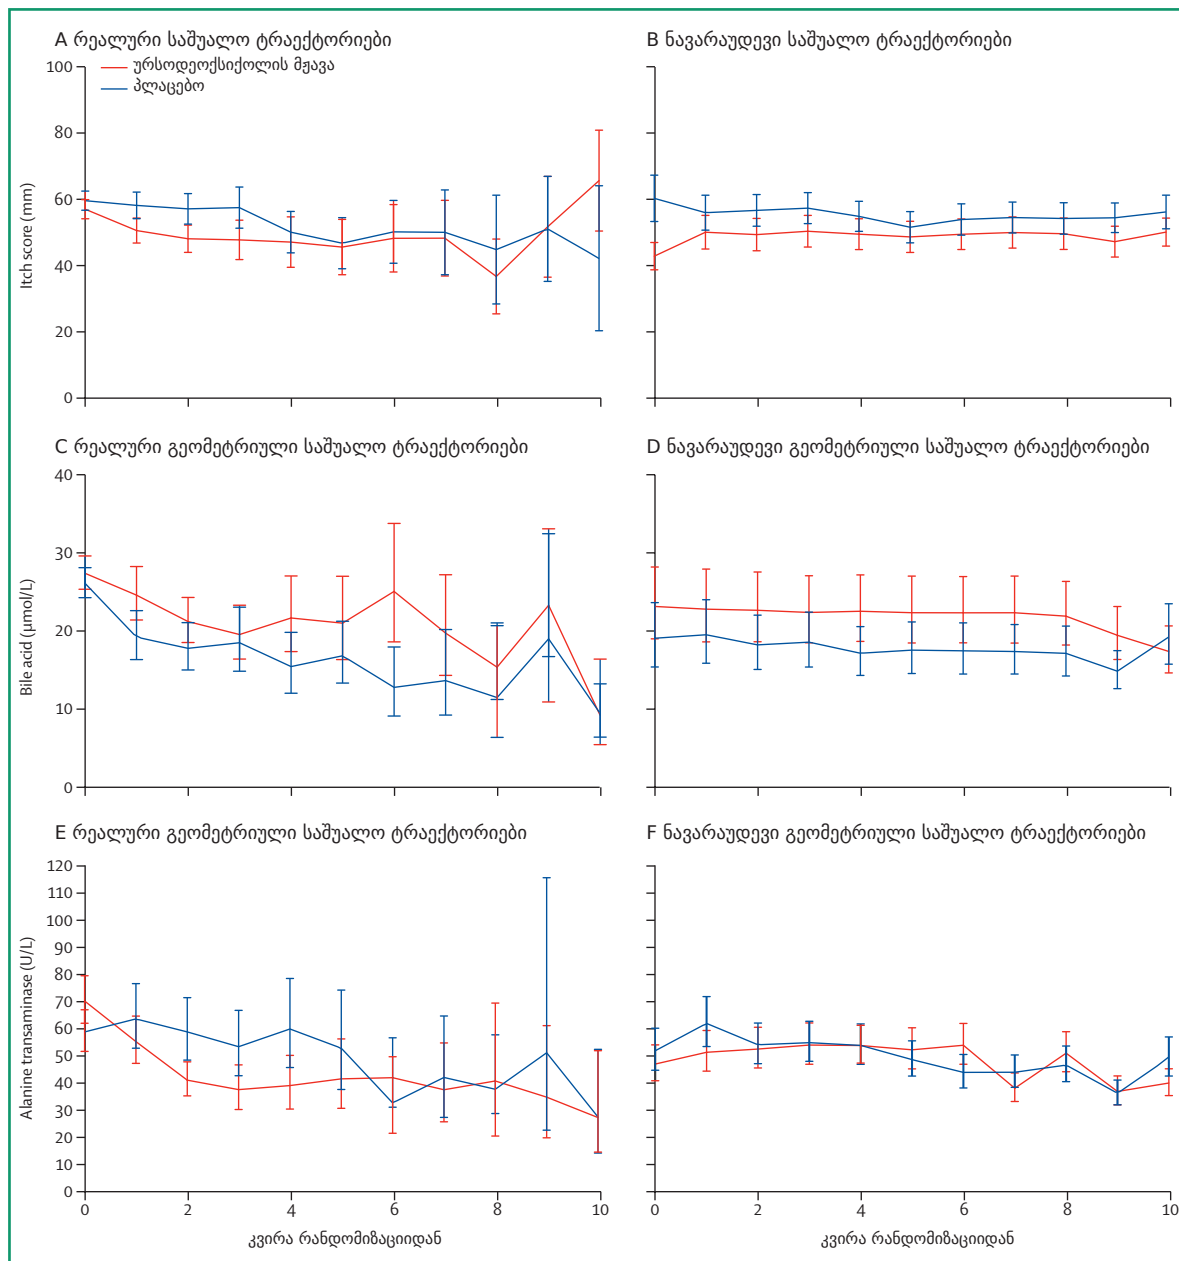 A რეალური საშუალო ტრაექტორიები
ურსოდეოქსიქოლის მჟავა
პლაცებო
100
80
60
40
20
0
Itch score (mm)
B ნავარაუდევი საშუალო ტრაექტორიები
C რეალური გეომეტრიული საშუალო ტრაექტორიები
40
30
20
10
0
Bile acid (µmol/L)
D ნავარაუდევი გეომეტრიული საშუალო ტრაექტორიები
E რეალური გეომეტრიული საშუალო ტრაექტორიები
120
110
100
90
80
70
60
50
40
30
20
10
0
Alanine transaminase (U/L)
0 2 4 6 8 10
კვირა რანდომიზაციიდან
F ნავარაუდევი გეომეტრიული საშუალო ტრაექტორიები
0 2 4 6 8 10
კვირა რანდომიზაციიდან